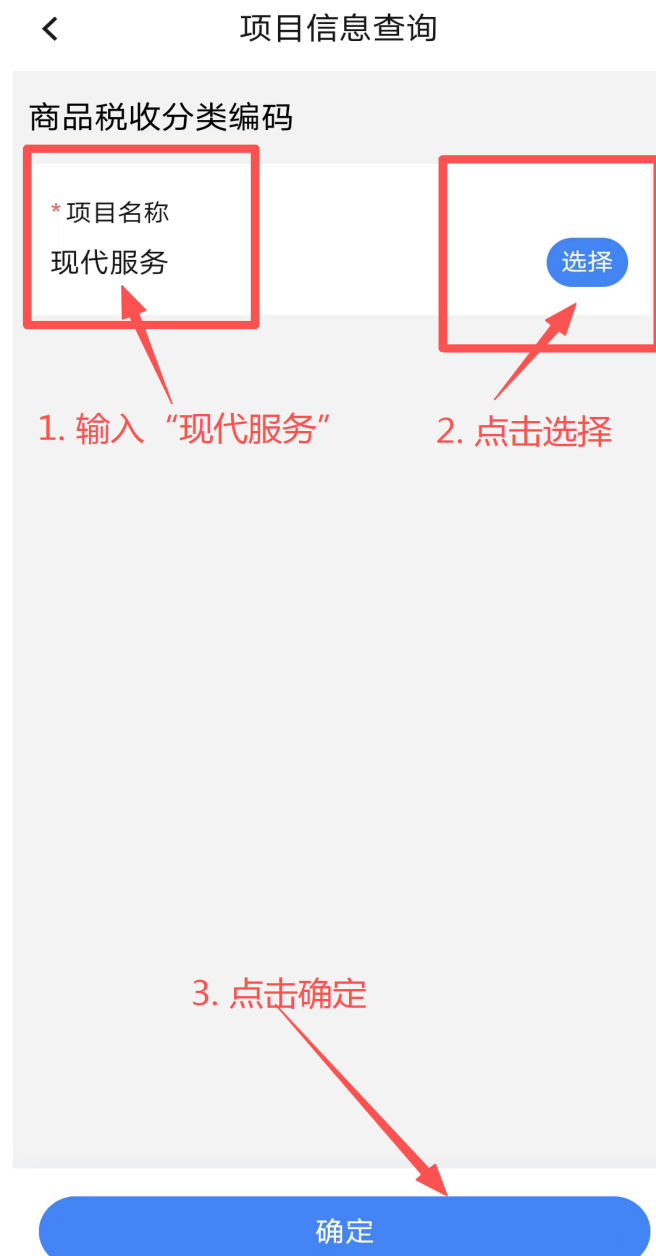 项目信息查询
商品税收分类编码
*项目名称
现代服务
选择
1. 输入“现代服务”
2. 点击选择
3. 点击确定
确定